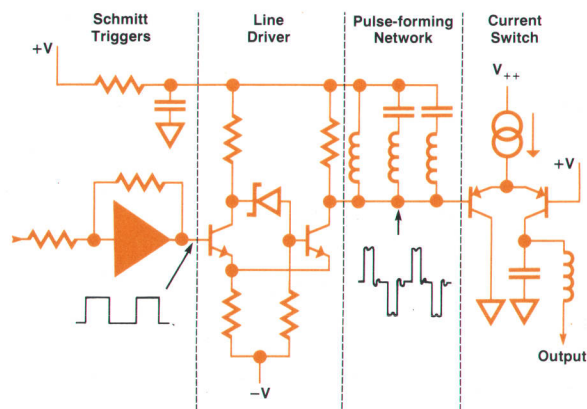 Schmitt
Triggers
Line
Driver
Pulse-forming
Network
Current
Switch
+V
V++
+V
−V
Output